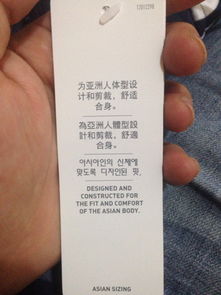 12012290
为亚洲人体型设
计和剪裁，舒适
合身。
為亞洲人體型設
計和剪裁，舒適
合身。
아시아인의 신체에
맞도록 디자인된 핏.
DESIGNED AND
CONSTRUCTED FOR
THE FIT AND COMFORT
OF THE ASIAN BODY.
ASIAN SIZING